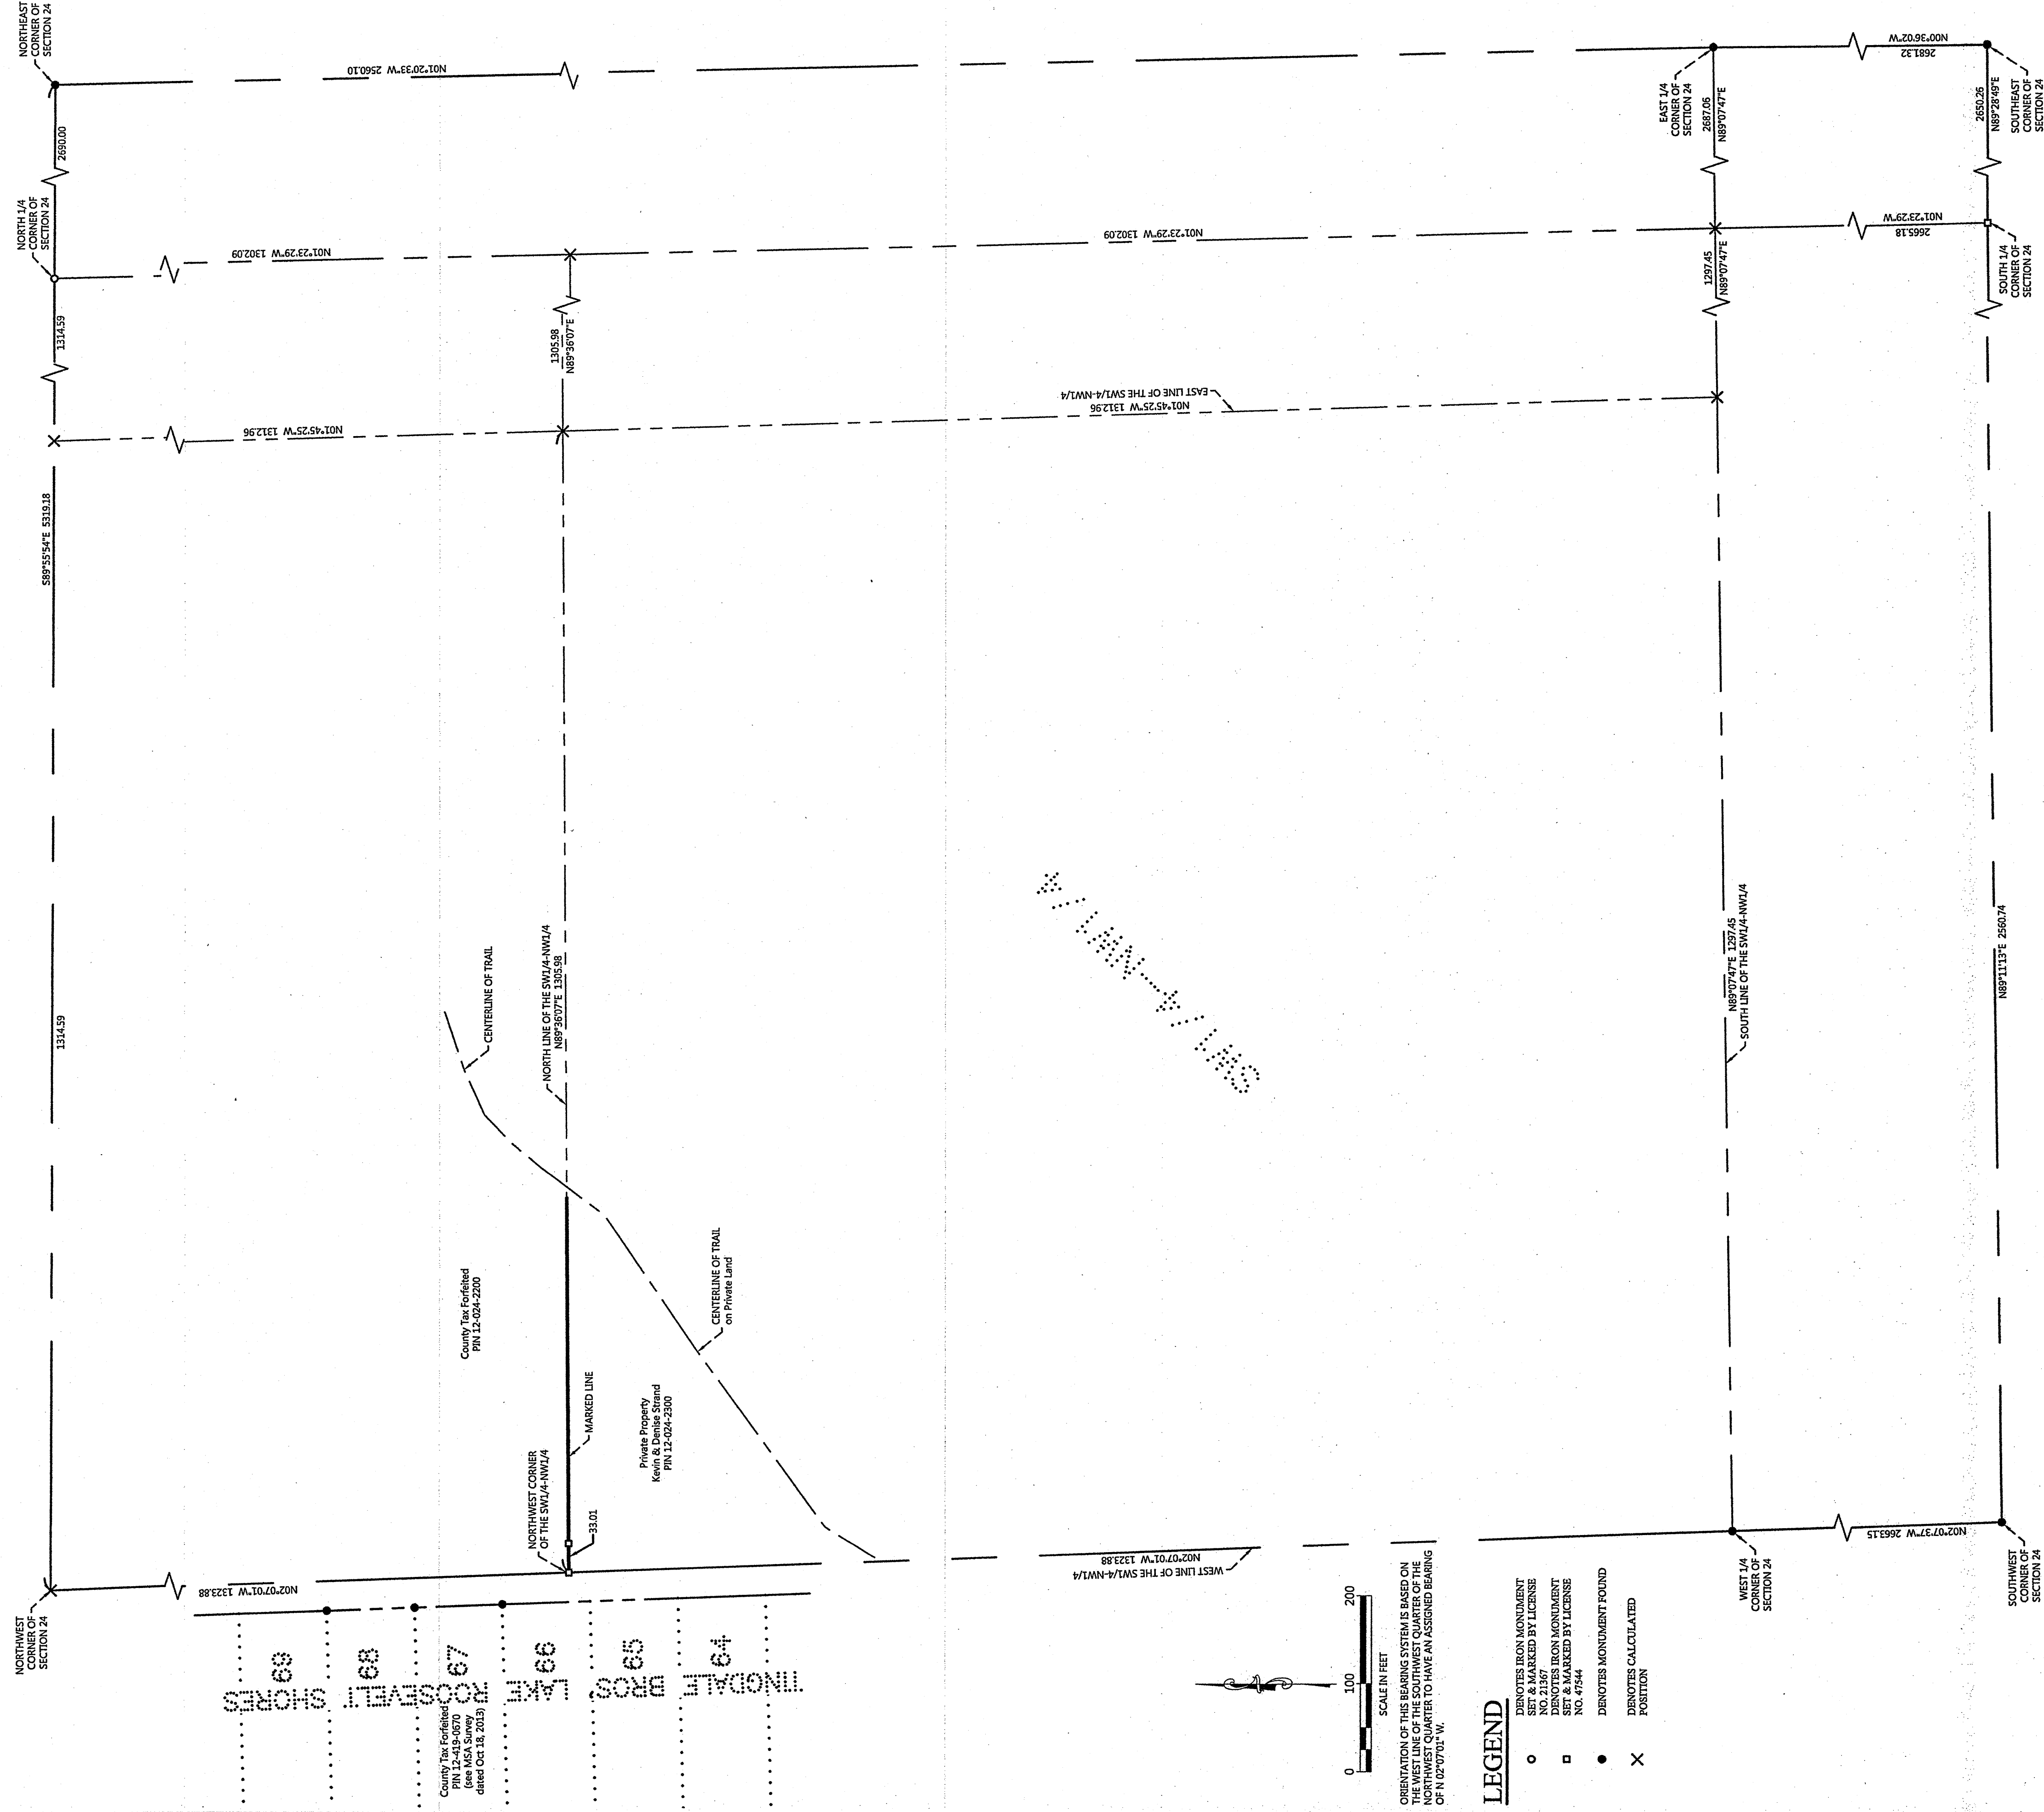 NORTHWEST
CORNER OF
SECTION 24
1314.59
S89°55'54"E 5319.18
1314.59
NORTH 1/4
CORNER OF
SECTION 24
2690.00
NORTHEAST
CORNER OF
SECTION 24
N02°07'01"W 1323.88
N01°45'25"W 1312.96
N01°23'29"W 1302.09
N01°20'33"W 2560.10
CENTERLINE OF TRAIL
County Tax Forfeited
PIN 12-024-2200
NORTHWEST CORNER
OF THE SW1/4-NW1/4
33.01
MARKED LINE
NORTH LINE OF THE SW1/4-NW1/4
N89°36'07"E 1305.98
1305.98
N89°36'07"E
Private Property
Kevin & Denise Strand
PIN 12-024-2300
CENTERLINE OF TRAIL
on Private Land
69
68
67
66
65
64
TINGDALE BROS'. LAKE ROOSEVELT SHORES
County Tax Forfeited
PIN 12-419-0670
(see MSA Survey
dated Oct 18, 2013)
SW1/4-NW1/4
WEST LINE OF THE SW1/4-NW1/4
N02°07'01"W 1323.88
EAST LINE OF THE SW1/4-NW1/4
N01°45'25"W 1312.96
N01°23'29"W 1302.09
WEST 1/4
CORNER OF
SECTION 24
N89°07'47"E 1297.45
SOUTH LINE OF THE SW1/4-NW1/4
1297.45
N89°07'47"E
2687.06
N89°07'47"E
EAST 1/4
CORNER OF
SECTION 24
N02°07'37"W 2663.15
N01°23'29"W
2665.18
N00°36'02"W
2681.32
SOUTHWEST
CORNER OF
SECTION 24
N89°11'13"E 2560.74
SOUTH 1/4
CORNER OF
SECTION 24
2650.26
N89°28'49"E
SOUTHEAST
CORNER OF
SECTION 24
0 100 200
SCALE IN FEET
ORIENTATION OF THIS BEARING SYSTEM IS BASED ON
THE WEST LINE OF THE SOUTHWEST QUARTER OF THE
NORTHWEST QUARTER TO HAVE AN ASSIGNED BEARING
OF N 02°07'01" W.
LEGEND
DENOTES IRON MONUMENT
SET & MARKED BY LICENSE
NO. 21367
DENOTES IRON MONUMENT
SET & MARKED BY LICENSE
NO. 47544
DENOTES MONUMENT FOUND
DENOTES CALCULATED
POSITION